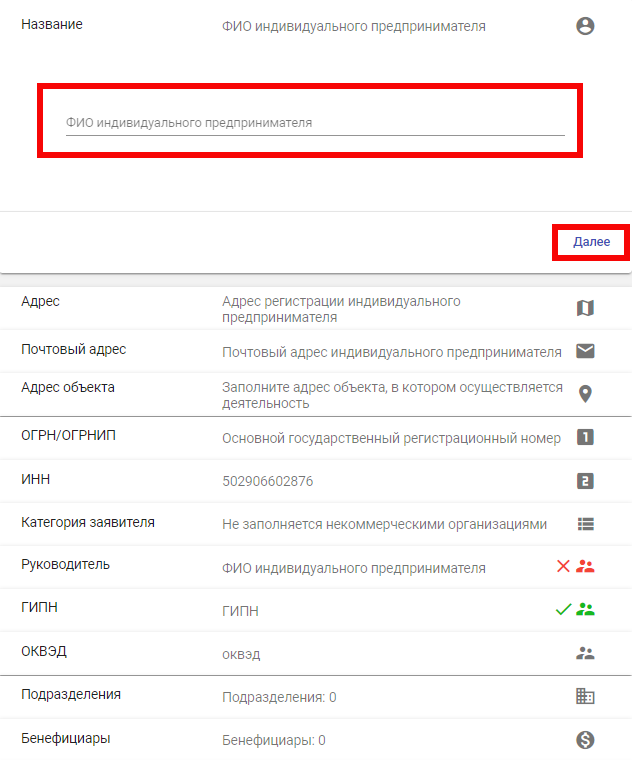 Название
ФИО индивидуального предпринимателя
ФИО индивидуального предпринимателя
Далее
Адрес
Адрес регистрации индивидуального
предпринимателя
Почтовый адрес
Почтовый адрес индивидуального предпринимателя
Адрес объекта
Заполните адрес объекта, в котором осуществляется
деятельность
ОГРН/ОГРНИП
Основной государственный регистрационный номер
1
ИНН
502906602876
2
Категория заявителя
Не заполняется некоммерческими организациями
Руководитель
ФИО индивидуального предпринимателя
ГИПН
ГИПН
ОКВЭД
оквэд
Подразделения
Подразделения: 0
Бенефициары
Бенефициары: 0
$